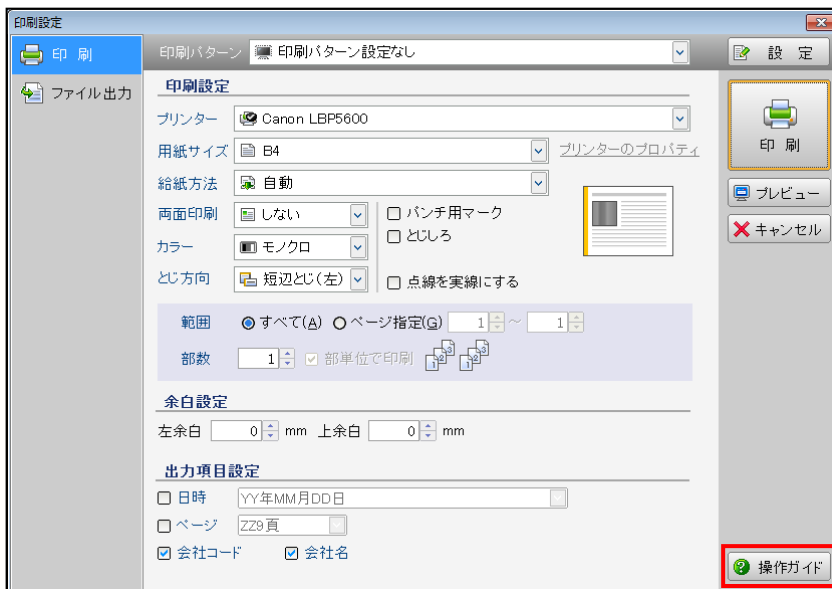 印刷設定
印 刷
ファイル出力
印刷パターン 印刷パターン設定なし
設 定
印刷設定
プリンター Canon LBP5600
用紙サイズ B4 プリンターのプロパティ
給紙方法 自動
両面印刷 しない パンチ用マーク
とじしろ
カラー モノクロ
とじ方向 短辺とじ(左) 点線を実線にする
範囲 すべて(A) ページ指定(G) 1 ～ 1
部数 1 部単位で印刷
余白設定
左余白 0 mm 上余白 0 mm
出力項目設定
日時 YY年MM月DD日
ページ ZZ9頁
会社コード 会社名
印 刷
プレビュー
キャンセル
操作ガイド